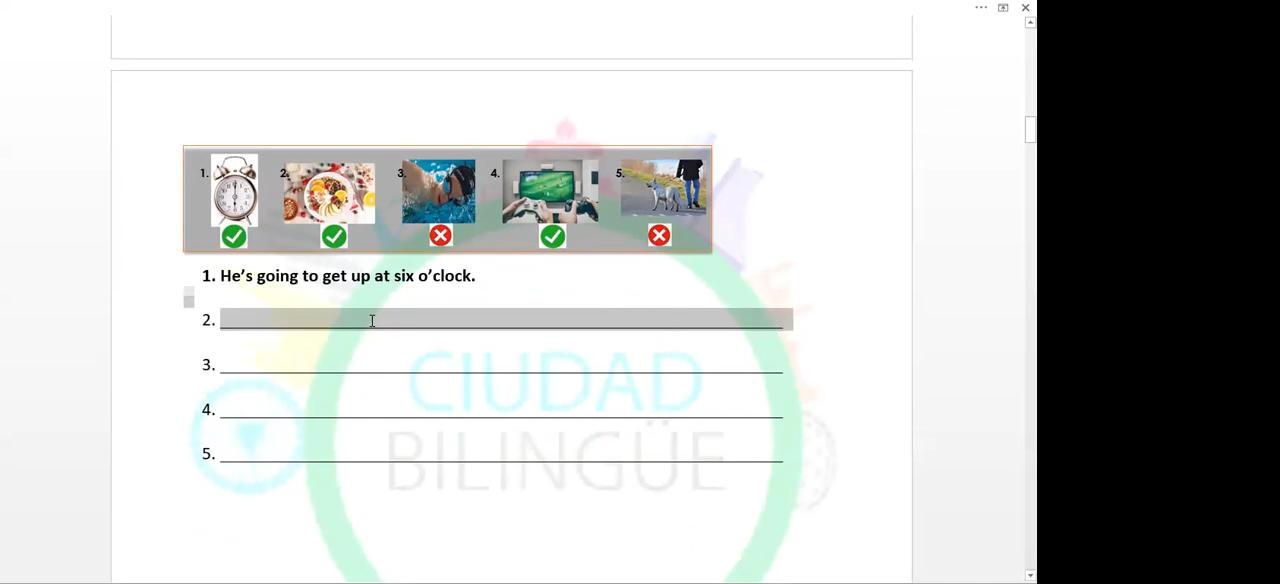 1. 2. 3. 4. 5.
1. He's going to get up at six o'clock.
2.
3.
4.
5.
CIUDAD
BILINGÜE